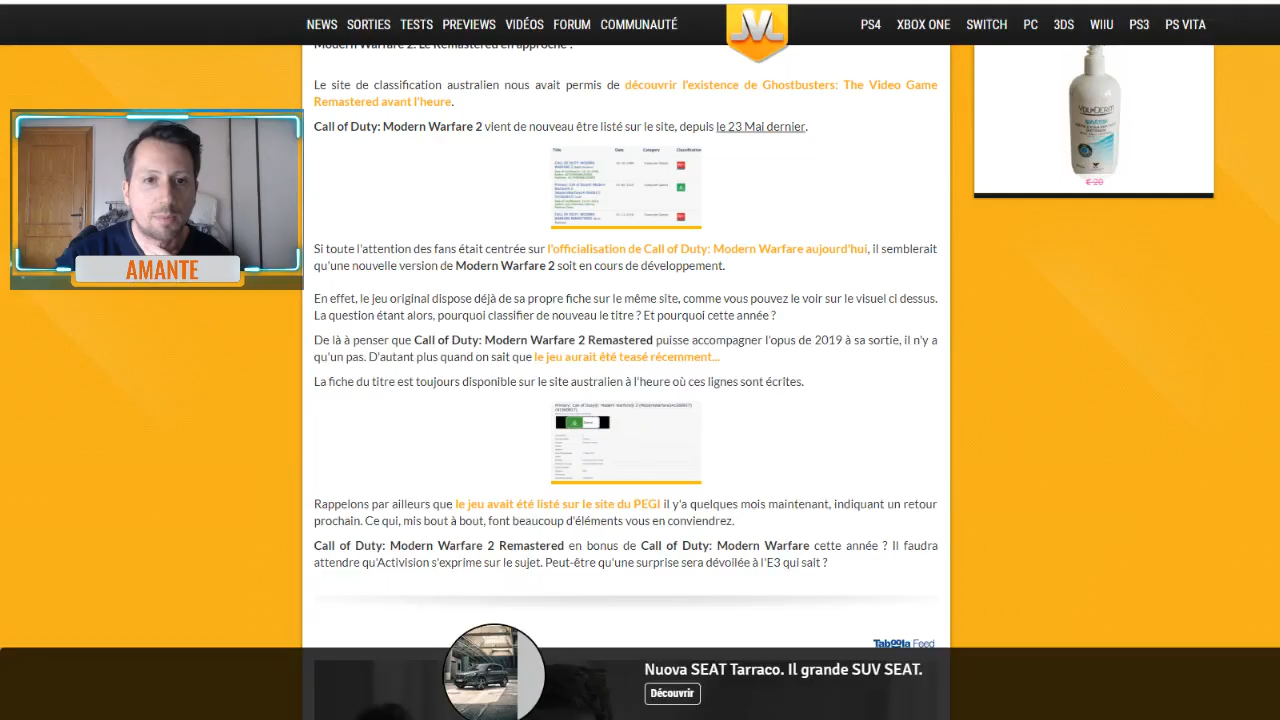 NEWS SORTIES TESTS PREVIEWS VIDÉOS FORUM COMMUNAUTÉ
JVL
PS4 XBOX ONE SWITCH PC 3DS WIIU PS3 PS VITA
Modern Warfare 2. Le Remastered en approche ?
Le site de classification australien nous avait permis de découvrir l'existence de Ghostbusters: The Video Game
Remastered avant l'heure.
Call of Duty: Modern Warfare 2 vient de nouveau être listé sur le site, depuis le 23 Mai dernier.
Title Date Category Classification
Si toute l'attention des fans était centrée sur l'officialisation de Call of Duty: Modern Warfare aujourd'hui, il semblerait
qu'une nouvelle version de Modern Warfare 2 soit en cours de développement.
En effet, le jeu original dispose déjà de sa propre fiche sur le même site, comme vous pouvez le voir sur le visuel ci dessus.
La question étant alors, pourquoi classifier de nouveau le titre ? Et pourquoi cette année ?
De là à penser que Call of Duty: Modern Warfare 2 Remastered puisse accompagner l'opus de 2019 à sa sortie, il n'y a
qu'un pas. D'autant plus quand on sait que le jeu aurait été teasé récemment...
La fiche du titre est toujours disponible sur le site australien à l'heure où ces lignes sont écrites.
Rappelons par ailleurs que le jeu avait été listé sur le site du PEGI il y'a quelques mois maintenant, indiquant un retour
prochain. Ce qui, mis bout à bout, font beaucoup d'éléments vous en conviendrez.
Call of Duty: Modern Warfare 2 Remastered en bonus de Call of Duty: Modern Warfare cette année ? Il faudra
attendre qu'Activision s'exprime sur le sujet. Peut-être qu'une surprise sera dévoilée à l'E3 qui sait ?
AMANTE
YOUDERM
Taboola Feed
Nuova SEAT Tarraco. Il grande SUV SEAT.
Découvrir